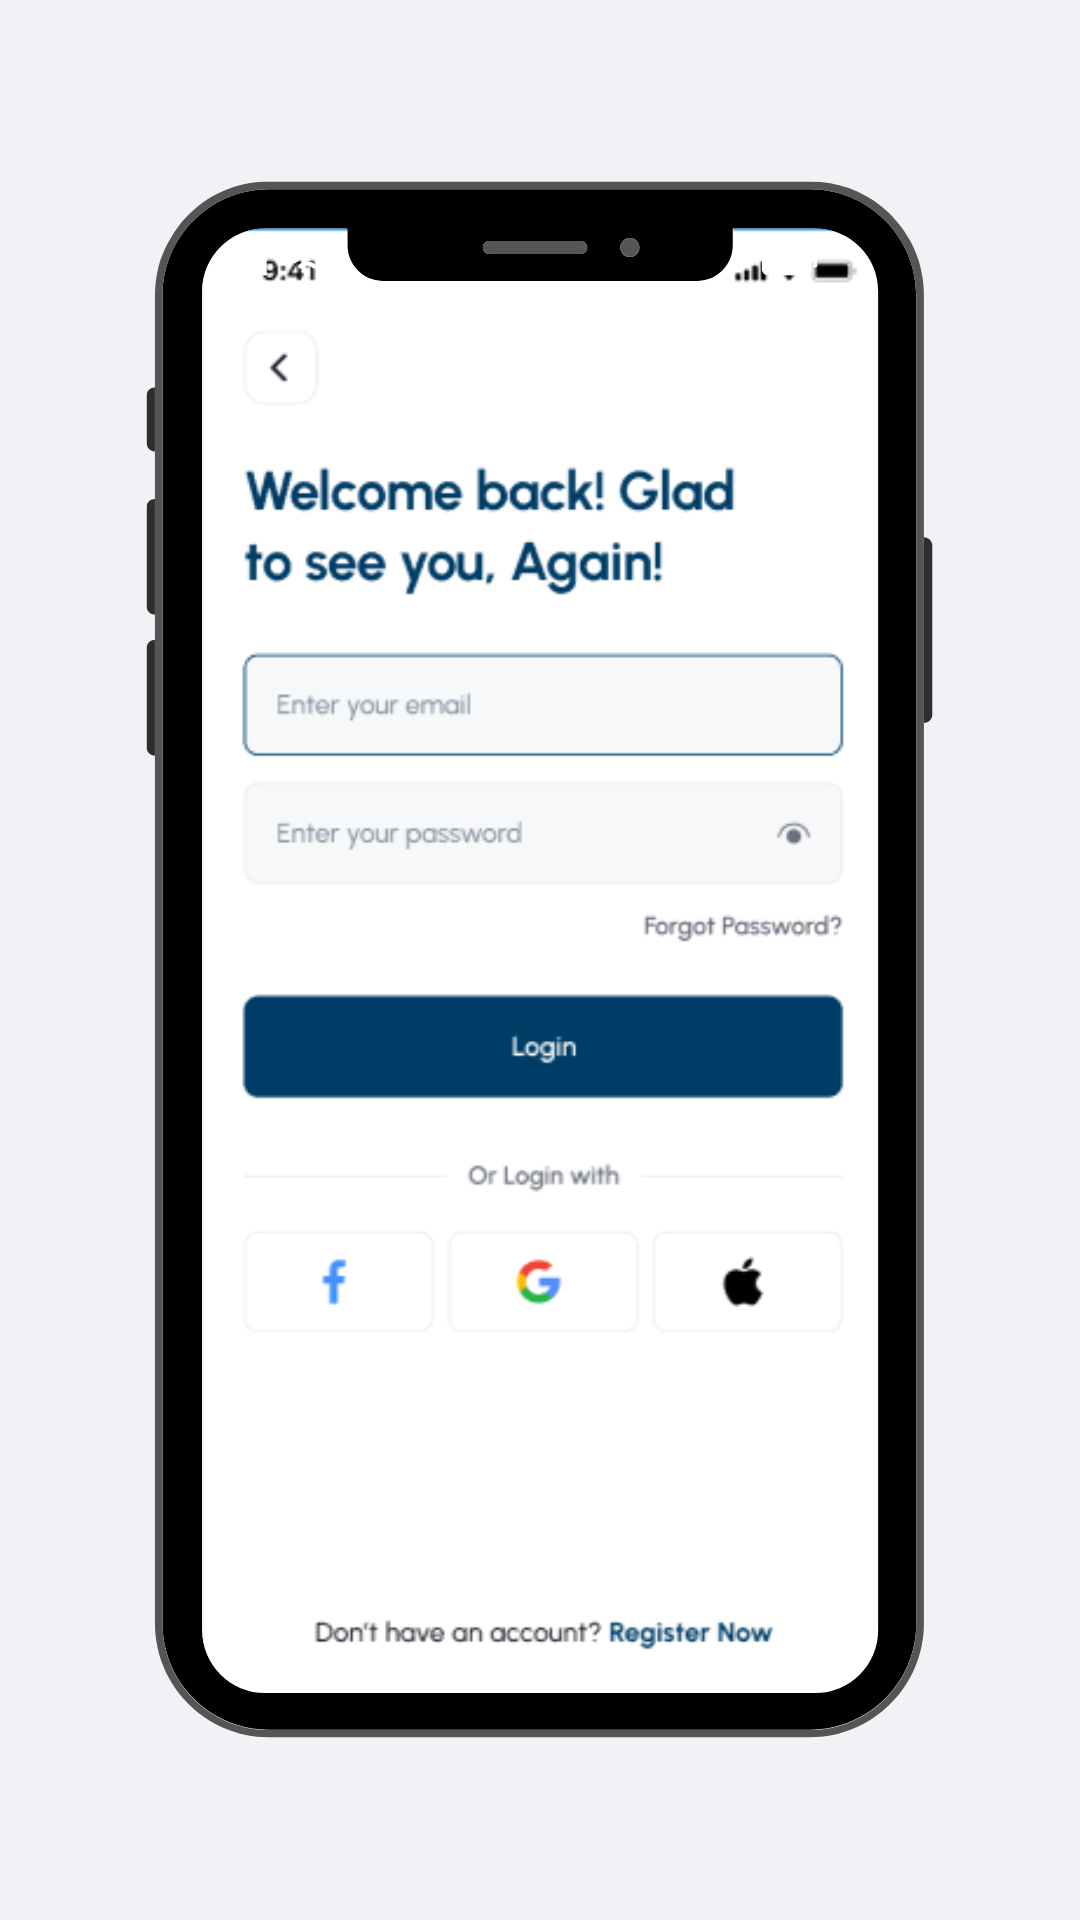 9:41
Welcome back! Glad
to see you, Again!
Enter your email
Enter your password
Forgot Password?
Login
Or Login with
Don't have an account? Register Now